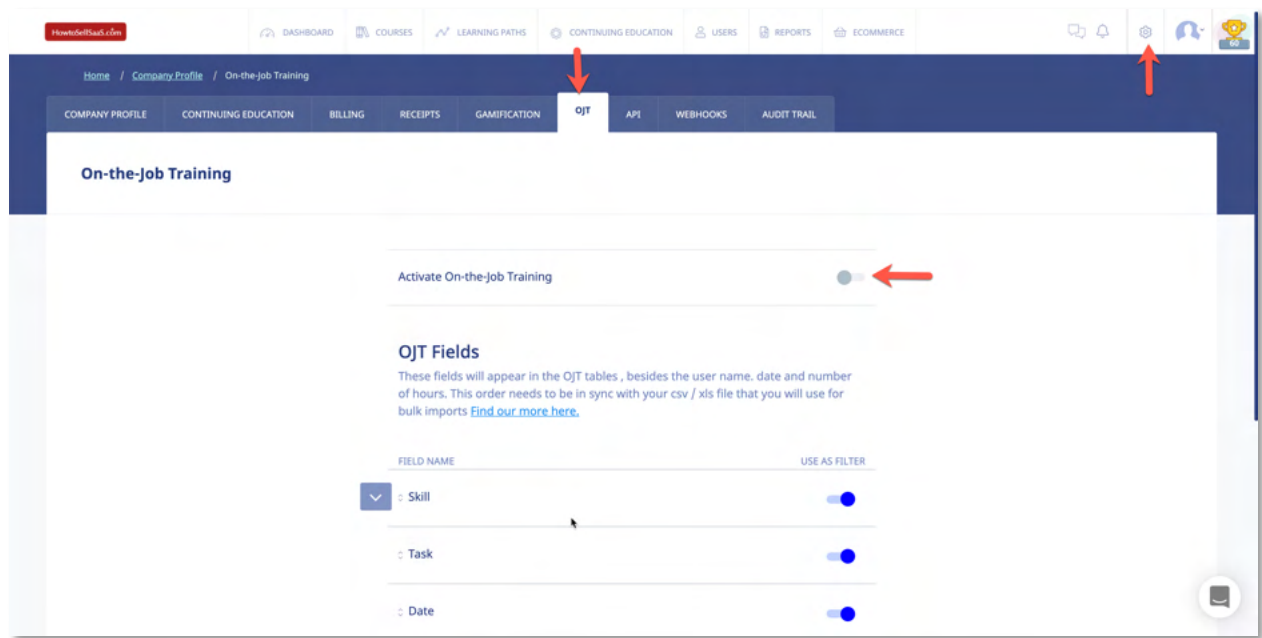 HowtoSellSaaS.com DASHBOARD COURSES LEARNING PATHS CONTINUING EDUCATION USERS REPORTS ECOMMERCE 60
Home / Company Profile / On-the-job Training
COMPANY PROFILE CONTINUING EDUCATION BILLING RECEIPTS GAMIFICATION OJT API WEBHOOKS AUDIT TRAIL
On-the-Job Training
Activate On-the-Job Training
OJT Fields
These fields will appear in the OJT tables , besides the user name. date and number
of hours. This order needs to be in sync with your csv / xls file that you will use for
bulk imports Find our more here.
FIELD NAME USE AS FILTER
Skill
Task
Date